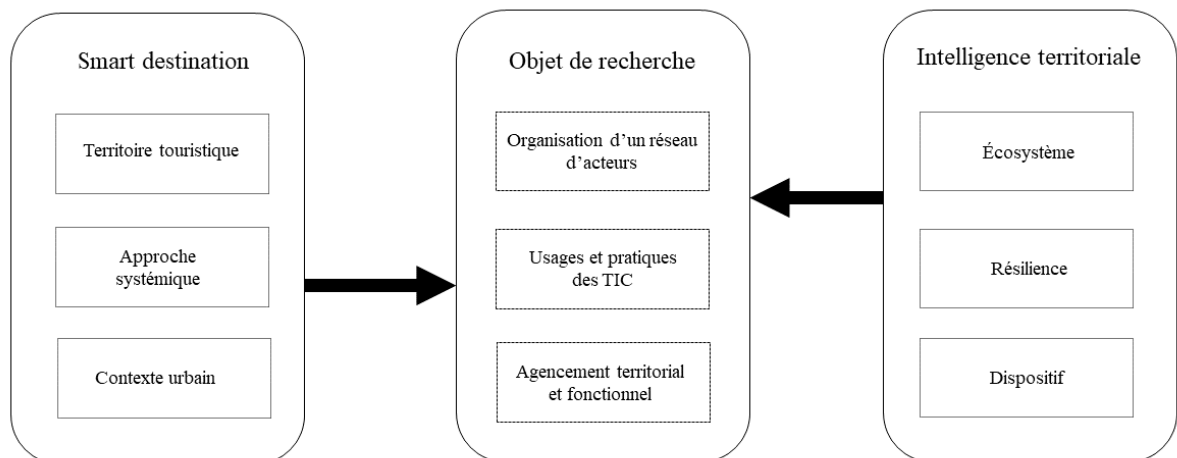 Smart destination
Territoire touristique
Approche
systémique
Contexte urbain
Objet de recherche
Organisation d'un réseau
d'acteurs
Usages et pratiques
des TIC
Agencement territorial
et fonctionnel
Intelligence territoriale
Écosystème
Résilience
Dispositif